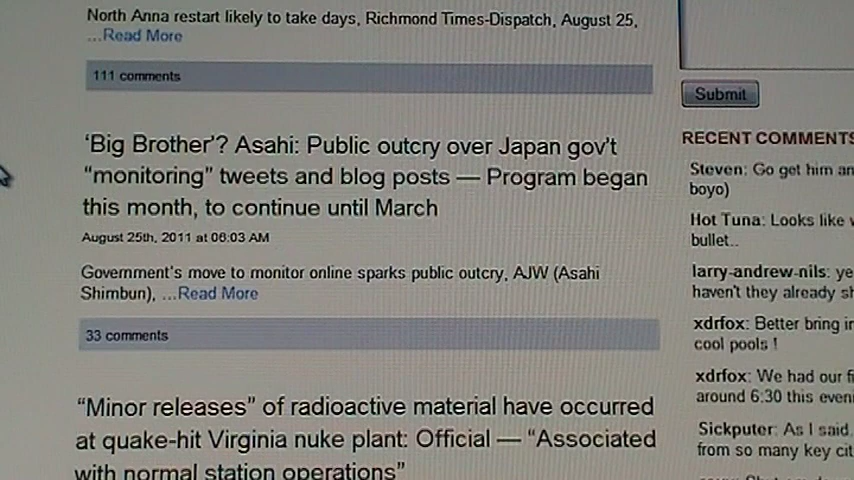 North Anna restart likely to take days, Richmond Times-Dispatch, August 25,
...Read More
111 comments
'Big Brother'? Asahi: Public outcry over Japan gov't
"monitoring" tweets and blog posts — Program began
this month, to continue until March
August 25th, 2011 at 06:03 AM
Government's move to monitor online sparks public outcry, AJW (Asahi
Shimbun), ...Read More
33 comments
"Minor releases" of radioactive material have occurred
at quake-hit Virginia nuke plant: Official — "Associated
with normal station operations"
Submit
RECENT COMMENTS
Steven: Go get him an
boyo)
Hot Tuna: Looks like
bullet..
larry-andrew-nils: ye
haven't they already sh
xdrfox: Better bring in
cool pools !
xdrfox: We had our fi
around 6:30 this eveni
Sickputer: As I said.
from so many key cit